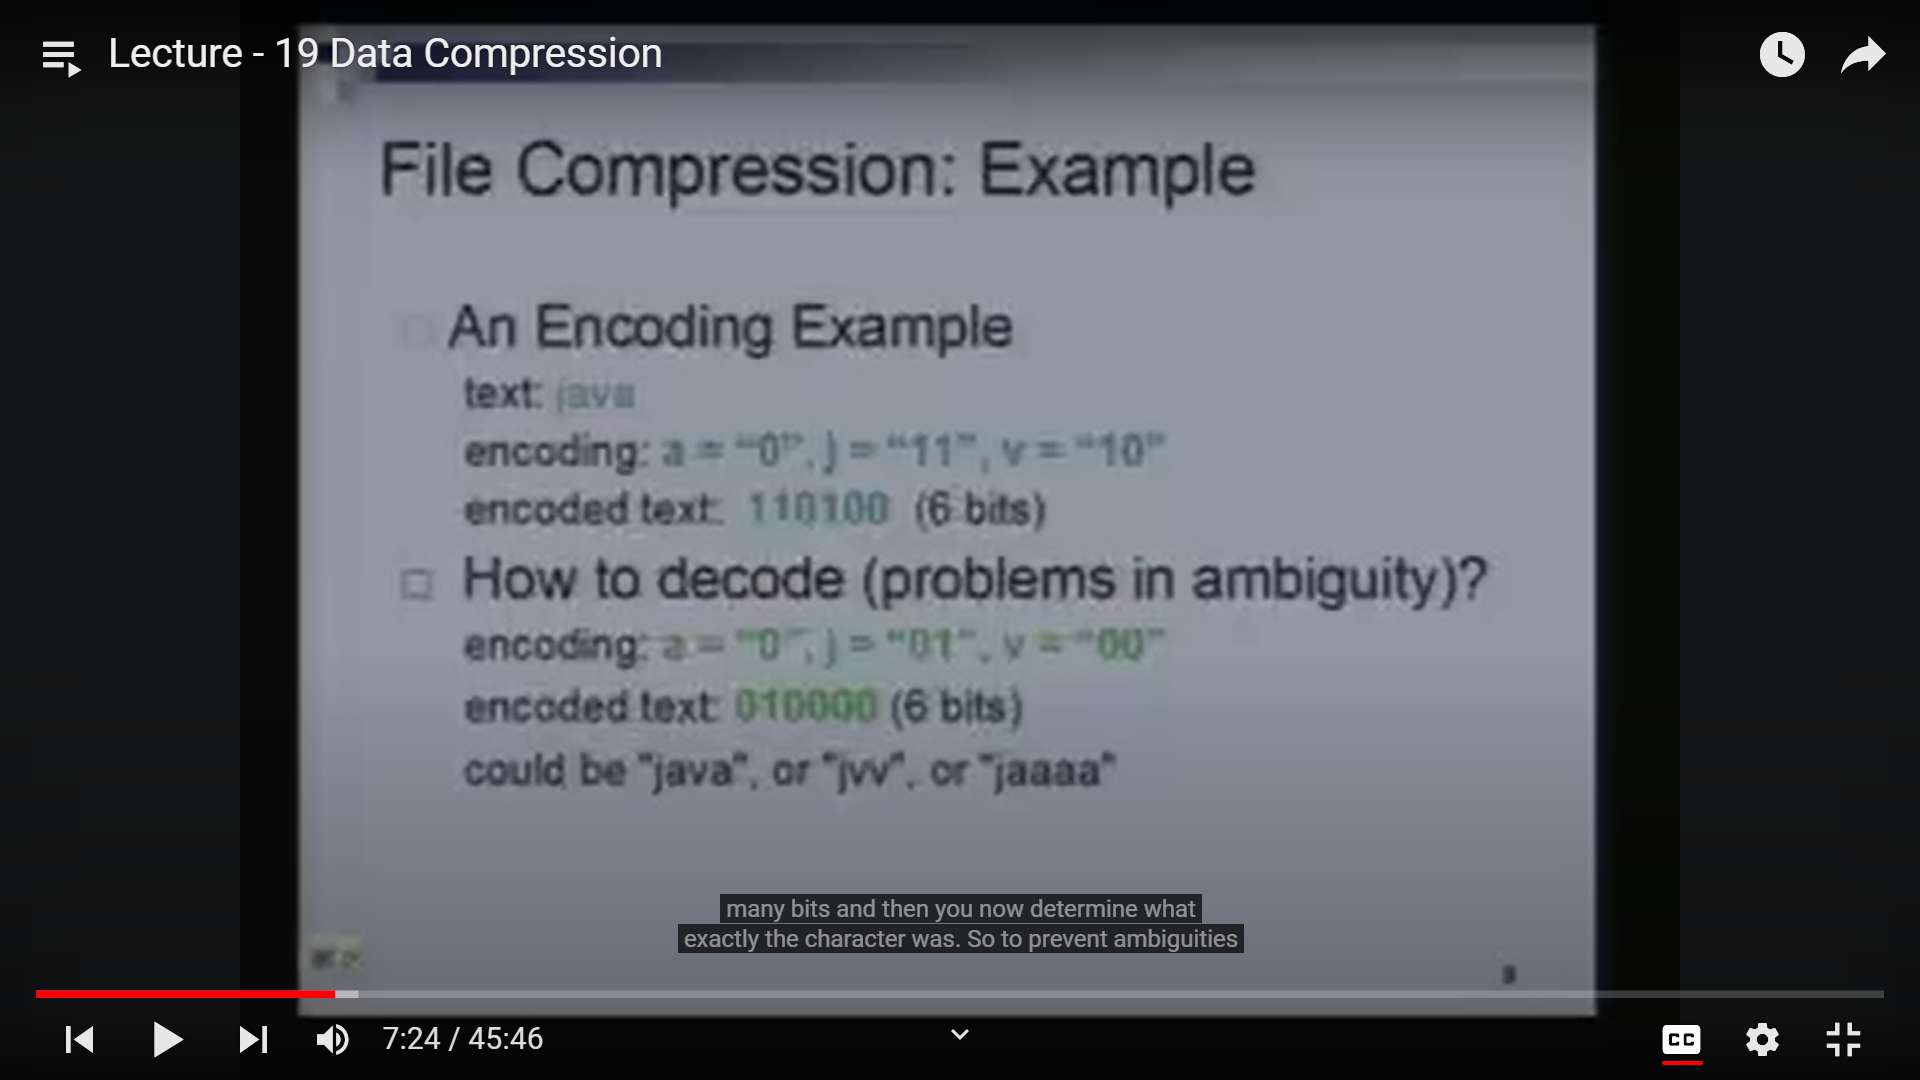 Lecture - 19 Data Compression
File Compression: Example
An Encoding Example
text: java
encoding: a = “0”, j = “11”, v = “10”
encoded text: 110100 (6 bits)
How to decode (problems in ambiguity)?
encoding: a = “0”, j = “01”, v = “00”
encoded text: 010000 (6 bits)
could be "java", or "jvv", or "jaaaa"
many bits and then you now determine what
exactly the character was. So to prevent ambiguities
7:24 / 45:46
CC